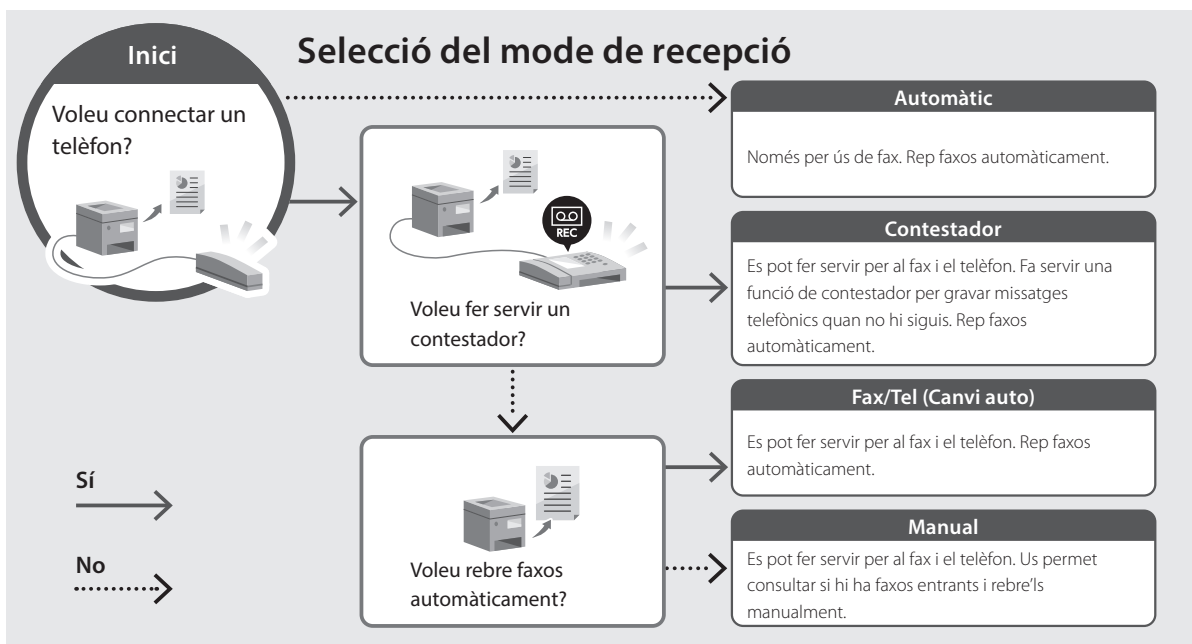 Inici
Selecció del mode de recepció
Voleu connectar un
telèfon?
Automàtic
Només per ús de fax. Rep faxos automàticament.
REC
Voleu fer servir un
contestador?
Contestador
Es pot fer servir per al fax i el telèfon. Fa servir una
funció de contestador per gravar missatges
telefònics quan no hi siguis. Rep faxos
automàticament.
Fax/Tel (Canvi auto)
Es pot fer servir per al fax i el telèfon. Rep faxos
automàticament.
Sí
No
Voleu rebre faxos
automàticament?
Manual
Es pot fer servir per al fax i el telèfon. Us permet
consultar si hi ha faxos entrants i rebre’ls
manualment.